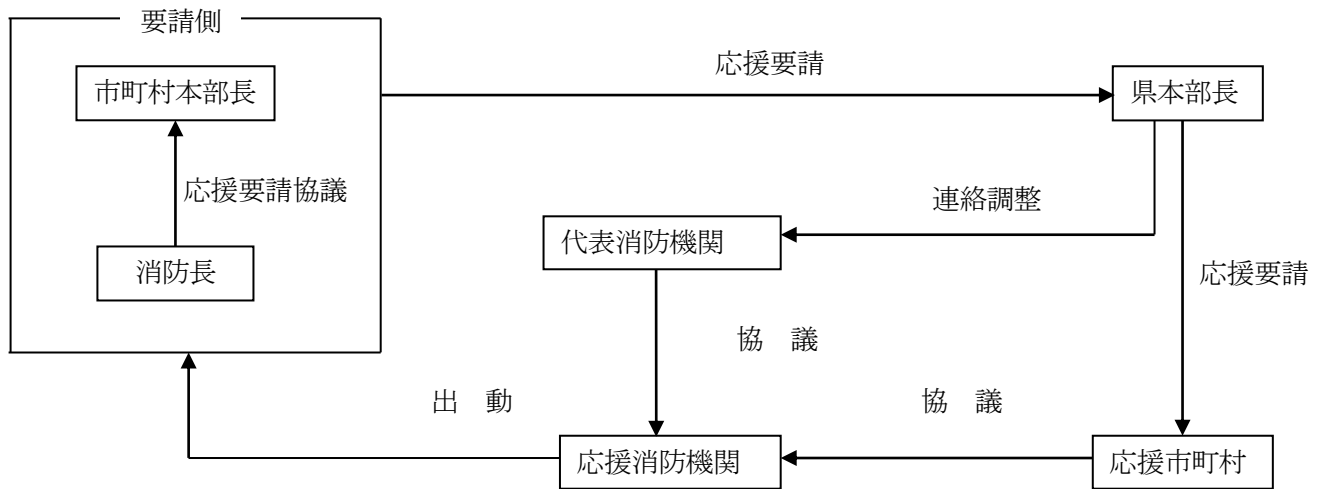 要請側
応援要請
市町村本部長
県本部長
応援要請協議
連絡調整
代表消防機関
消防長
応援要請
協　議
出　動
協　議
応援消防機関
応援市町村